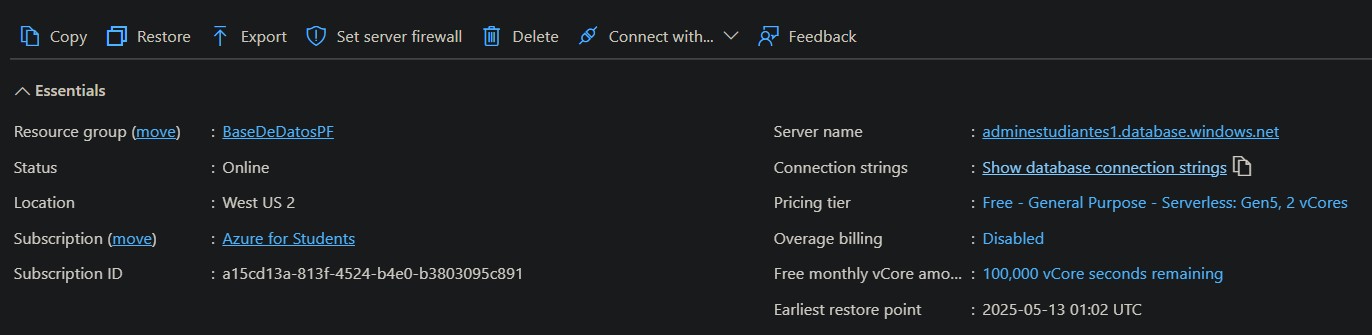 Copy Restore Export Set server firewall Delete Connect with... Feedback
Essentials
Resource group (move) : BaseDeDatosPF
Status : Online
Location : West US 2
Subscription (move) : Azure for Students
Subscription ID : a15cd13a-813f-4524-b4e0-b3803095c891
Server name : adminestudiantes1.database.windows.net
Connection strings : Show database connection strings
Pricing tier : Free - General Purpose - Serverless: Gen5, 2 vCores
Overage billing : Disabled
Free monthly vCore amo... : 100,000 vCore seconds remaining
Earliest restore point : 2025-05-13 01:02 UTC